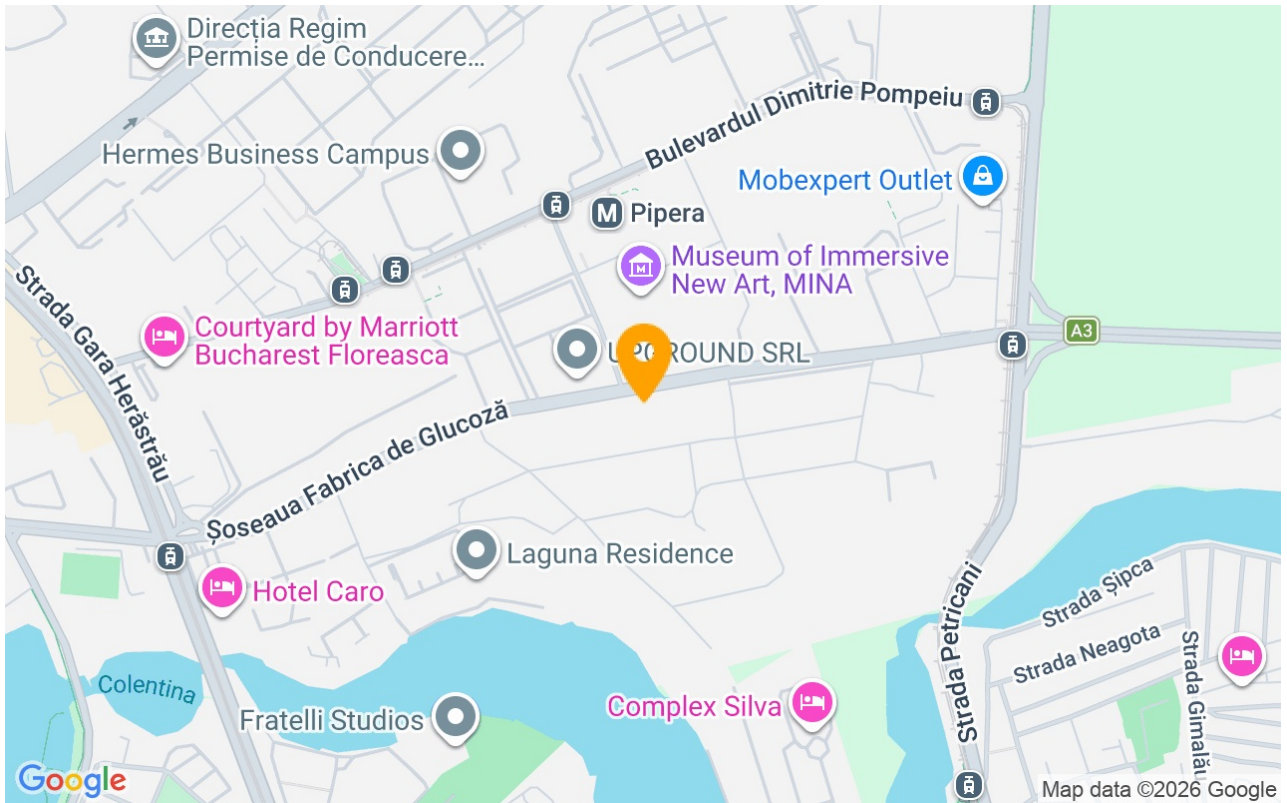 Direcția Regim
Permise de Conducere...
Bulevardul Dimitrie Pompeiu
Hermes Business Campus
Mobexpert Outlet
M Pipera
Museum of Immersive
New Art, MINA
Strada Gara Herăstrău
Courtyard by Marriott
Bucharest Floreasca
A3
GROUND SRL
Șoseaua Fabrica de Glucoză
Laguna Residence
Hotel Caro
Strada Petricani
Strada Șipca
Strada Neagota
Strada Gimalău
Colentina
Complex Silva
Fratelli Studios
Google
Map data ©2026 Google